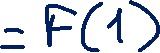 = F(1)